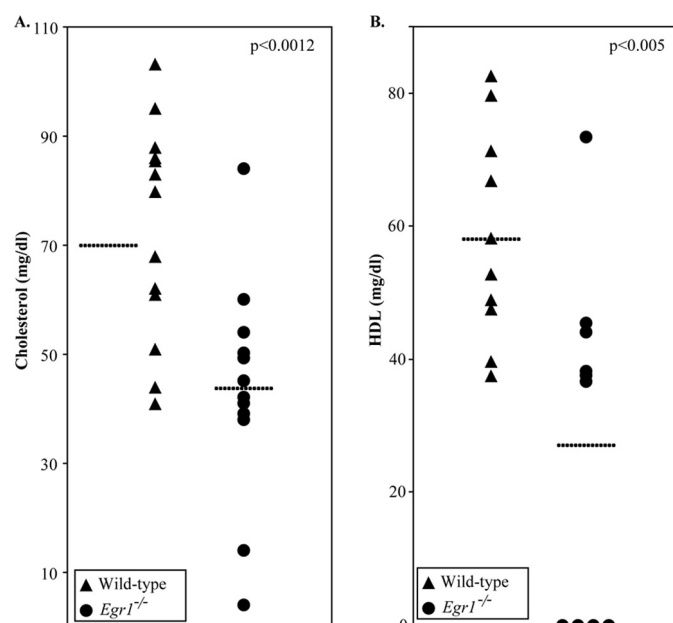 A.
110
90
70
50
30
10
Cholesterol (mg/dl)
p<0.0012
Wild-type
Egr1-/-
B.
80
60
40
20
0
HDL (mg/dl)
p<0.005
Wild-type
Egr1-/-